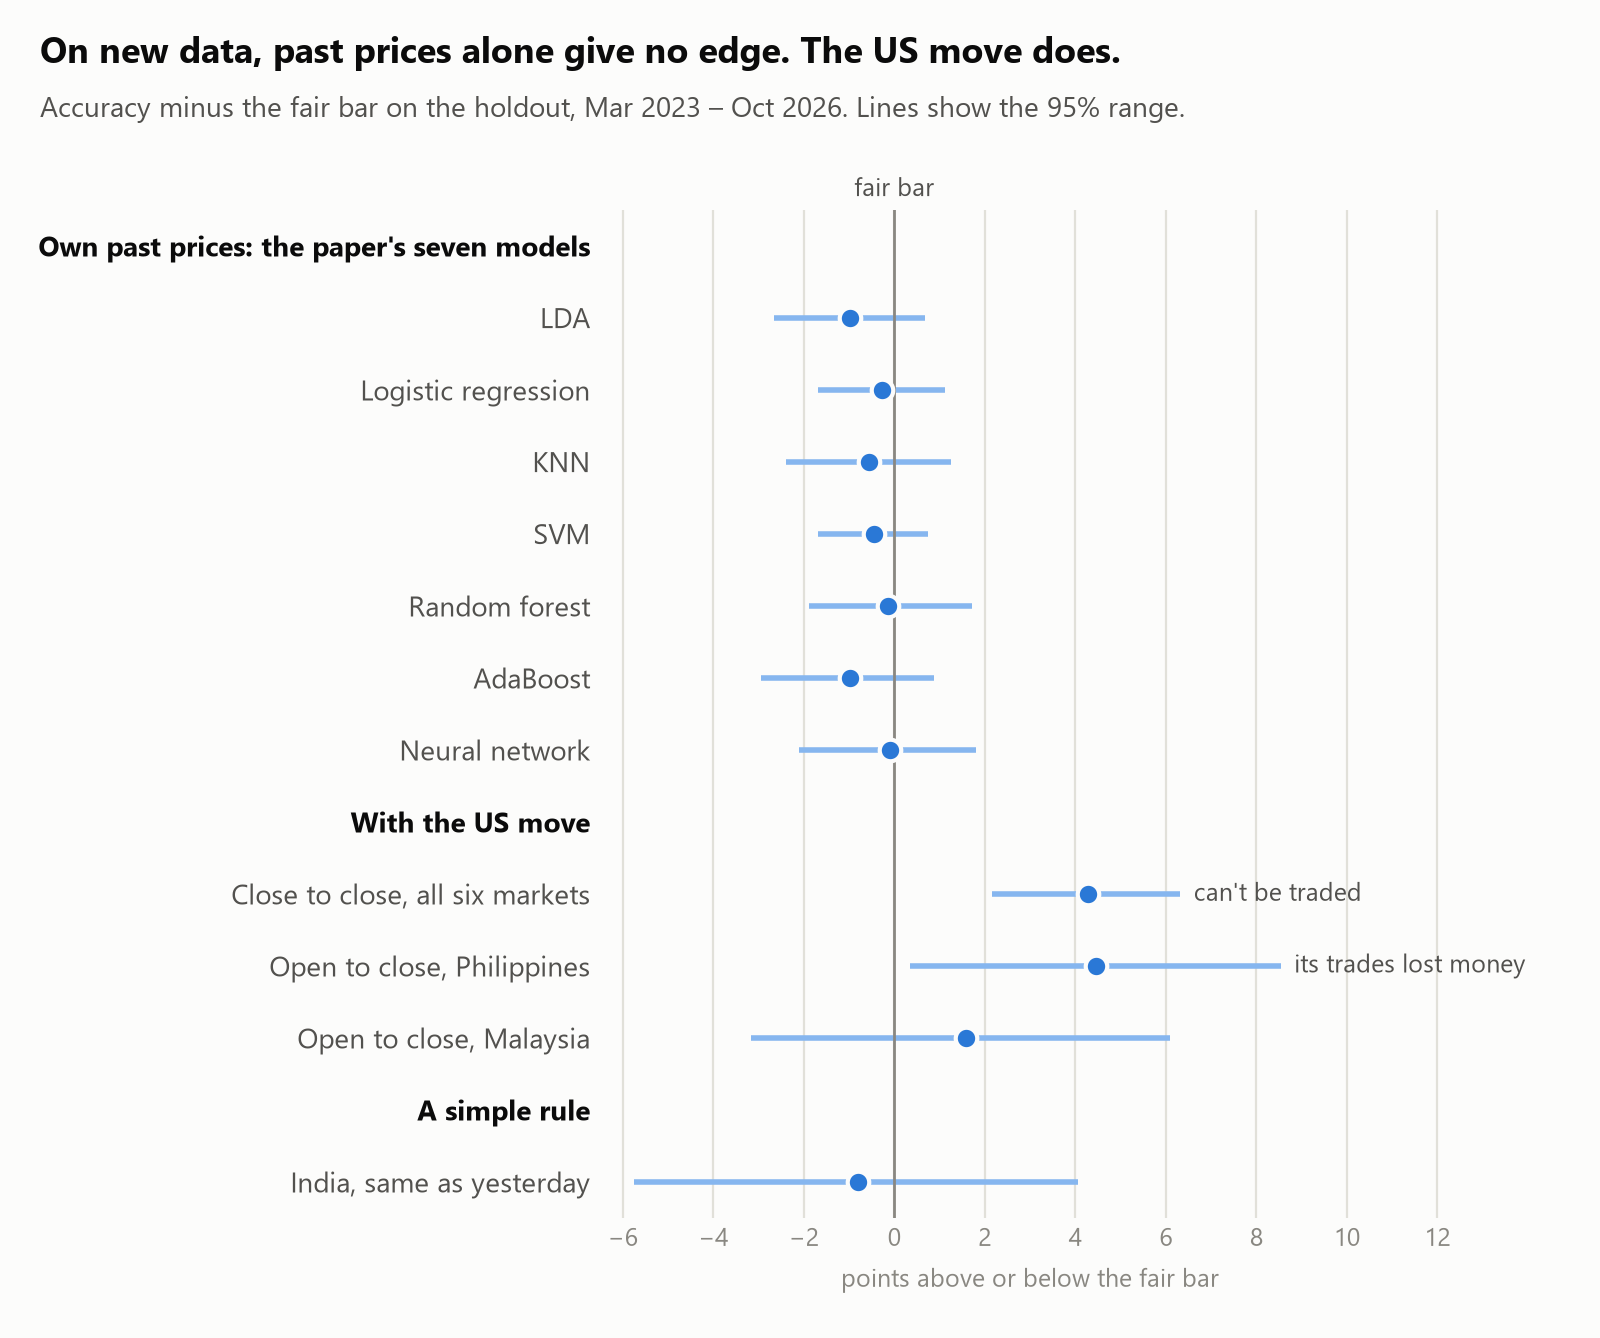 On new data, past prices alone give no edge. The US move does.
Accuracy minus the fair bar on the holdout, Mar 2023 – Oct 2026. Lines show the 95% range.
fair bar
Own past prices: the paper's seven models
LDA
Logistic regression
KNN
SVM
Random forest
AdaBoost
Neural network
With the US move
Close to close, all six markets
can't be traded
Open to close, Philippines
its trades lost money
Open to close, Malaysia
A simple rule
India, same as yesterday
−6 −4 −2 0 2 4 6 8 10 12
points above or below the fair bar